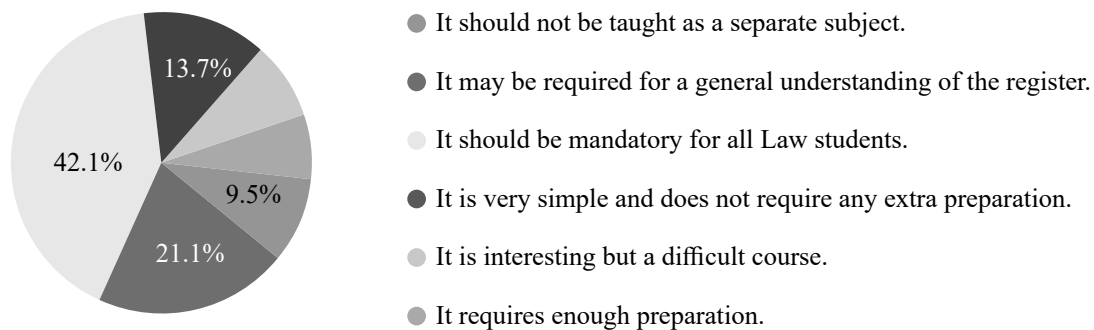 13.7%
42.1%
9.5%
21.1%
It should not be taught as a separate subject.
It may be required for a general understanding of the register.
It should be mandatory for all Law students.
It is very simple and does not require any extra preparation.
It is interesting but a difficult course.
It requires enough preparation.